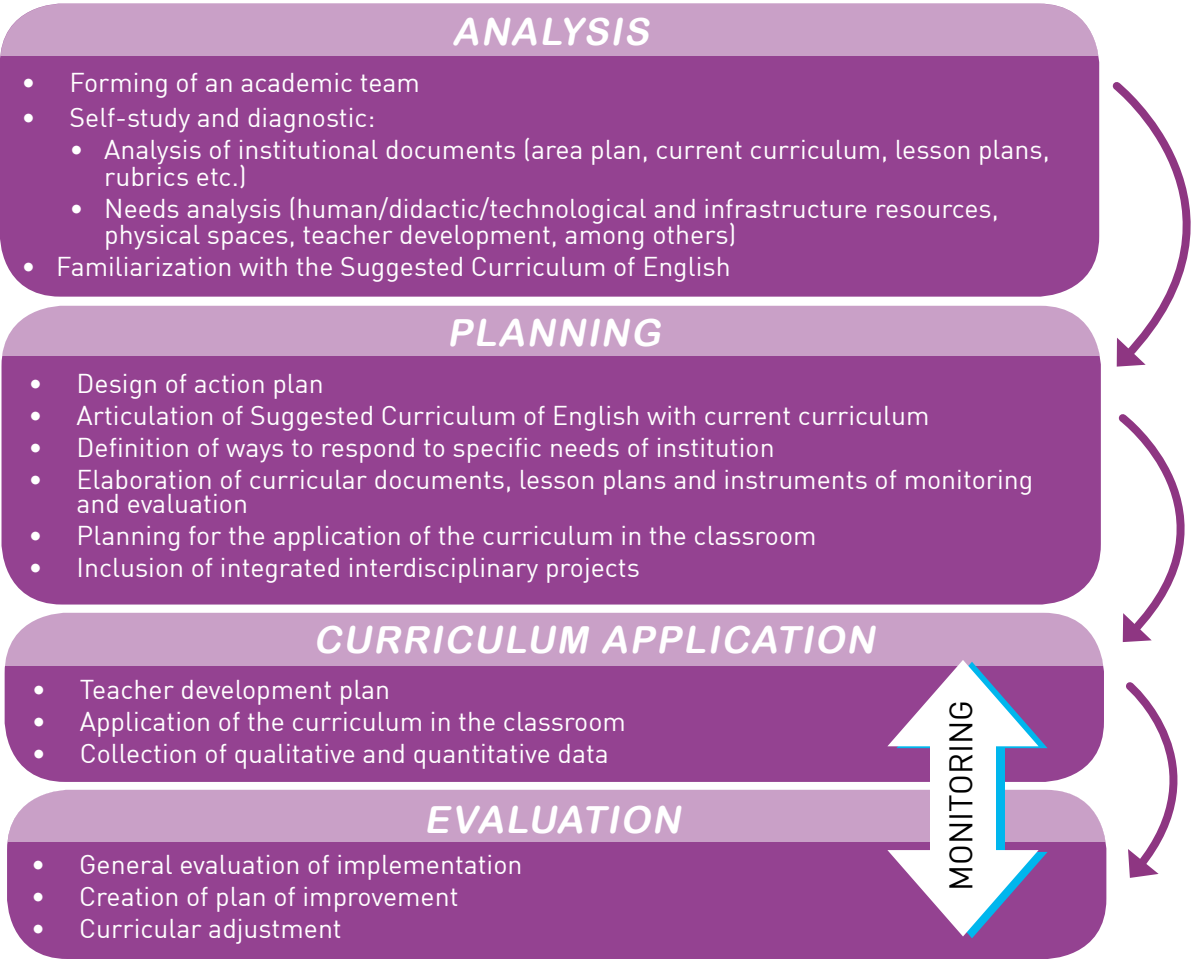 ANALYSIS
• Forming of an academic team
• Self-study and diagnostic:
• Analysis of institutional documents (area plan, current curriculum, lesson plans,
rubrics etc.)
• Needs analysis (human/didactic/technological and infrastructure resources,
physical spaces, teacher development, among others)
• Familiarization with the Suggested Curriculum of English
PLANNING
• Design of action plan
• Articulation of Suggested Curriculum of English with current curriculum
• Definition of ways to respond to specific needs of institution
• Elaboration of curricular documents, lesson plans and instruments of monitoring
and evaluation
• Planning for the application of the curriculum in the classroom
• Inclusion of integrated interdisciplinary projects
CURRICULUM APPLICATION
• Teacher development plan
• Application of the curriculum in the classroom
• Collection of qualitative and quantitative data
MONITORING
EVALUATION
• General evaluation of implementation
• Creation of plan of improvement
• Curricular adjustment